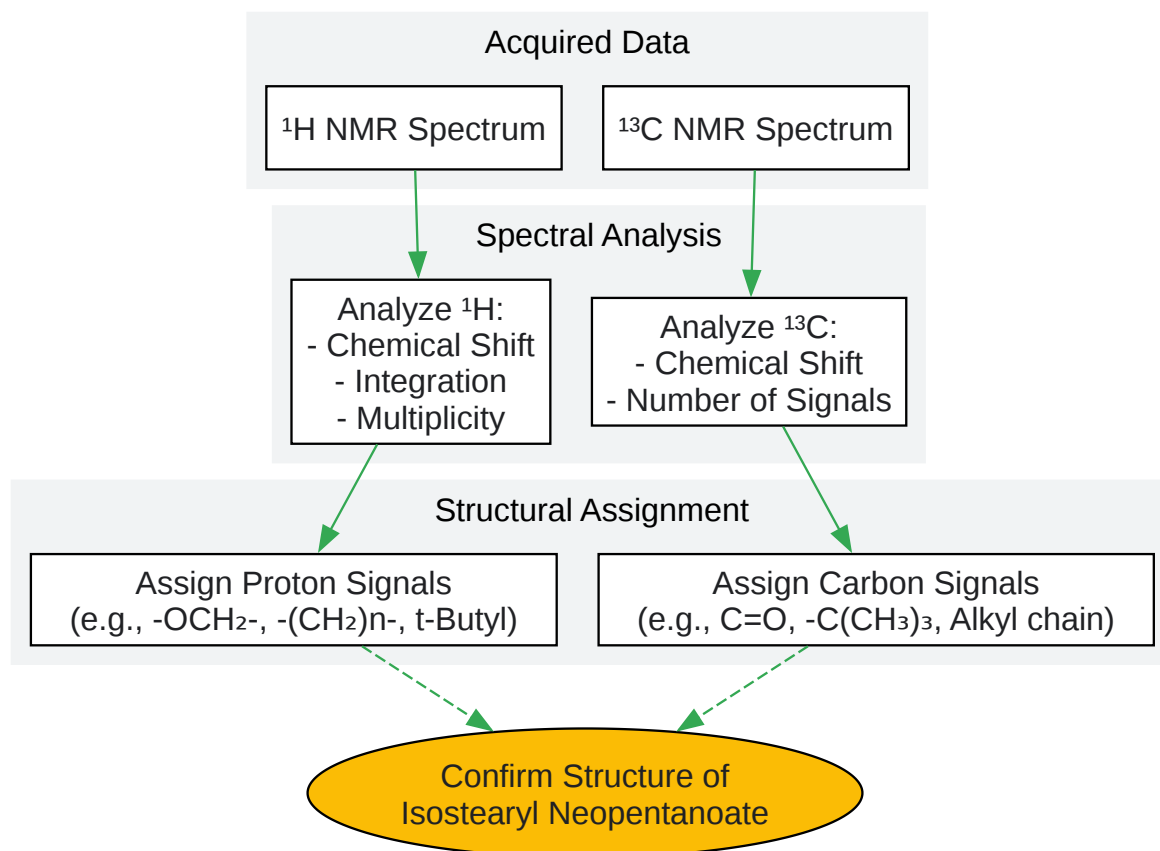 Acquired Data
¹H NMR Spectrum
¹³C NMR Spectrum
Spectral Analysis
Analyze ¹H:
- Chemical Shift
- Integration
- Multiplicity
Analyze ¹³C:
- Chemical Shift
- Number of Signals
Structural Assignment
Assign Proton Signals
(e.g., -OCH₂-, -(CH₂)n-, t-Butyl)
Assign Carbon Signals
(e.g., C=O, -C(CH₃)₃, Alkyl chain)
Confirm Structure of
Isostearyl Neopentanoate